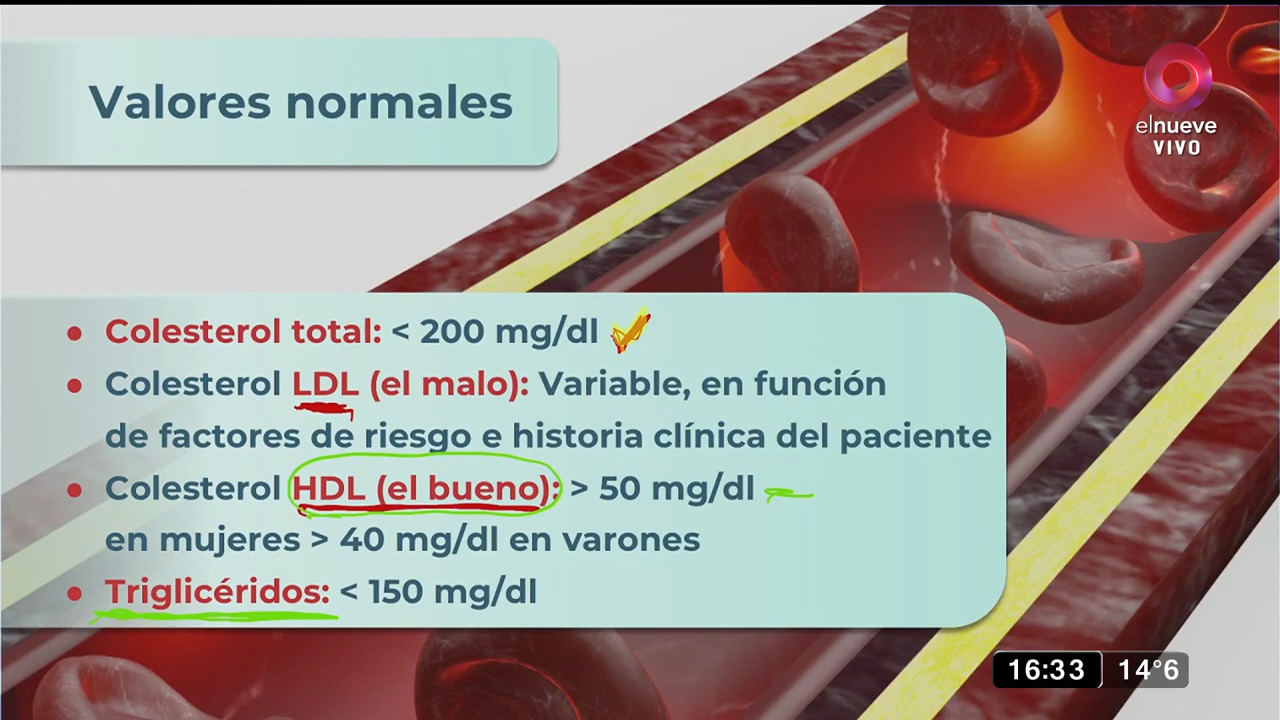 Valores normales
elnueve
VIVO
• Colesterol total: < 200 mg/dl
• Colesterol LDL (el malo): Variable, en función
de factores de riesgo e historia clínica del paciente
• Colesterol HDL (el bueno): > 50 mg/dl
en mujeres > 40 mg/dl en varones
• Triglicéridos: < 150 mg/dl
16:33 14°6